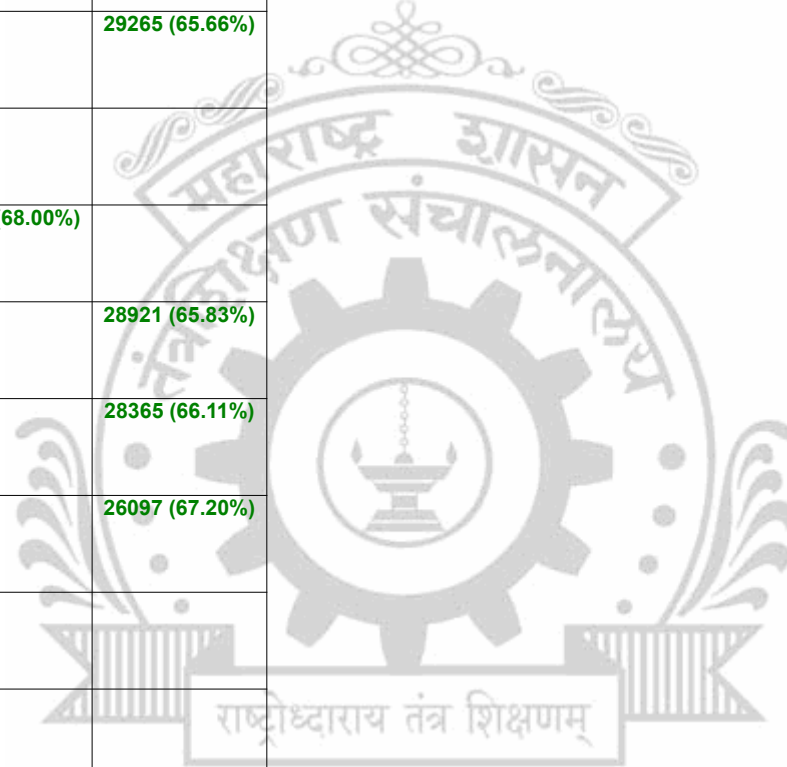 29265 (65.66%)
महाराष्ट्र शासन
68.00%)
तंत्रशिक्षण संचालनालय
28921 (65.83%)
28365 (66.11%)
26097 (67.20%)
राष्ट्रोध्दाराय तंत्र शिक्षणम्